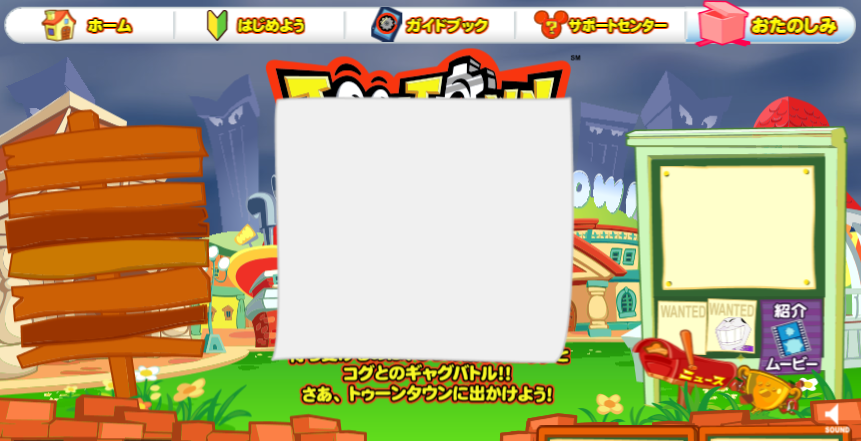 ホーム
はじめよう
ガイドブック
サポートセンター
おたのしみ
SM
WANTED
WANTED
紹介
ムービー
ニュース
コグとのギャグバトル!!
さあ、トゥーンタウンに出かけよう!
SOUND